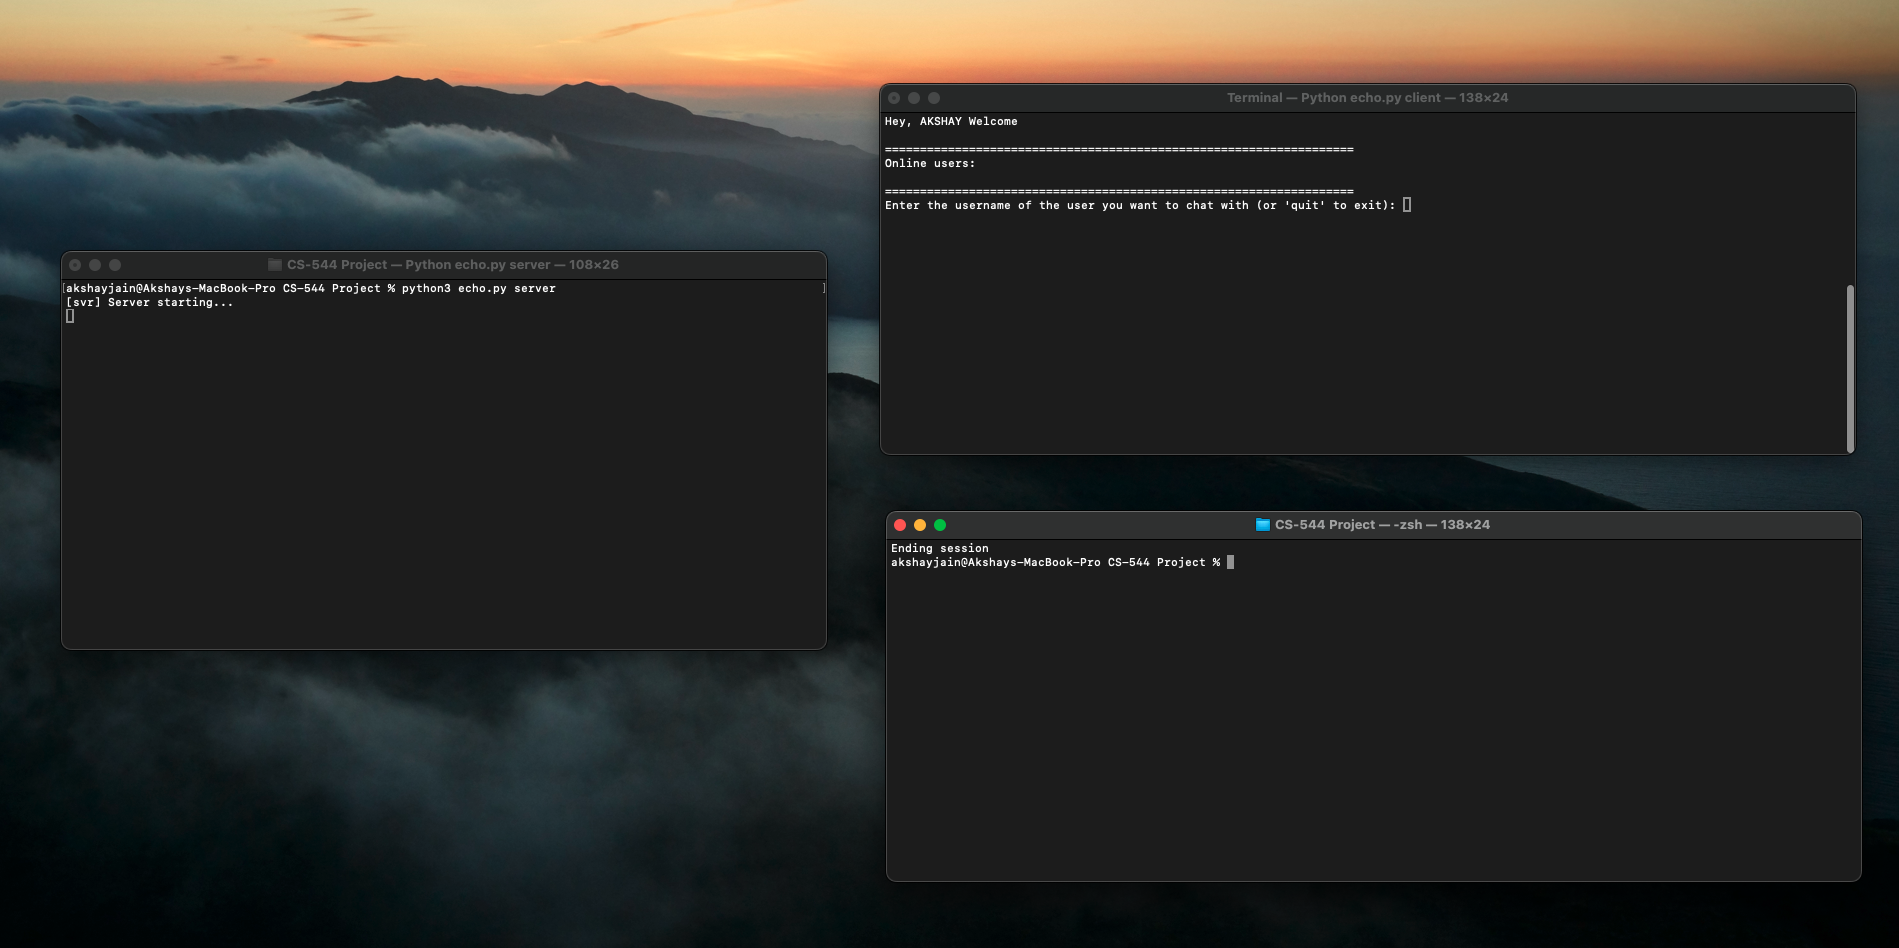 CS-544 Project — Python echo.py server — 108×26
[akshayjain@Akshays-MacBook-Pro CS-544 Project % python3 echo.py server ]
[svr] Server starting...
Terminal — Python echo.py client — 138×24
Hey, AKSHAY Welcome
===================================================================
Online users:
===================================================================
Enter the username of the user you want to chat with (or 'quit' to exit):
CS-544 Project — -zsh — 138×24
Ending session
akshayjain@Akshays-MacBook-Pro CS-544 Project %